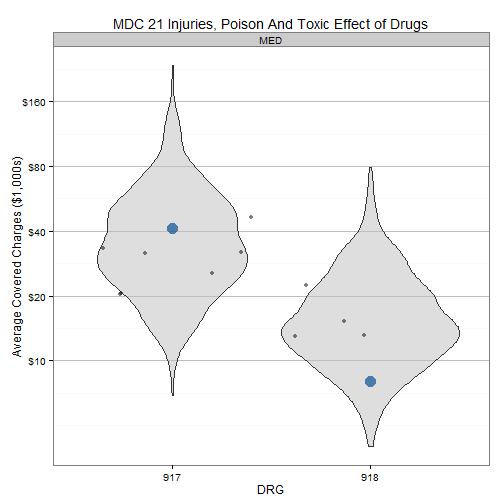 MDC 21 Injuries, Poison And Toxic Effect of Drugs
MED
Average Covered Charges ($1,000s)
$160
$80
$40
$20
$10
917
918
DRG